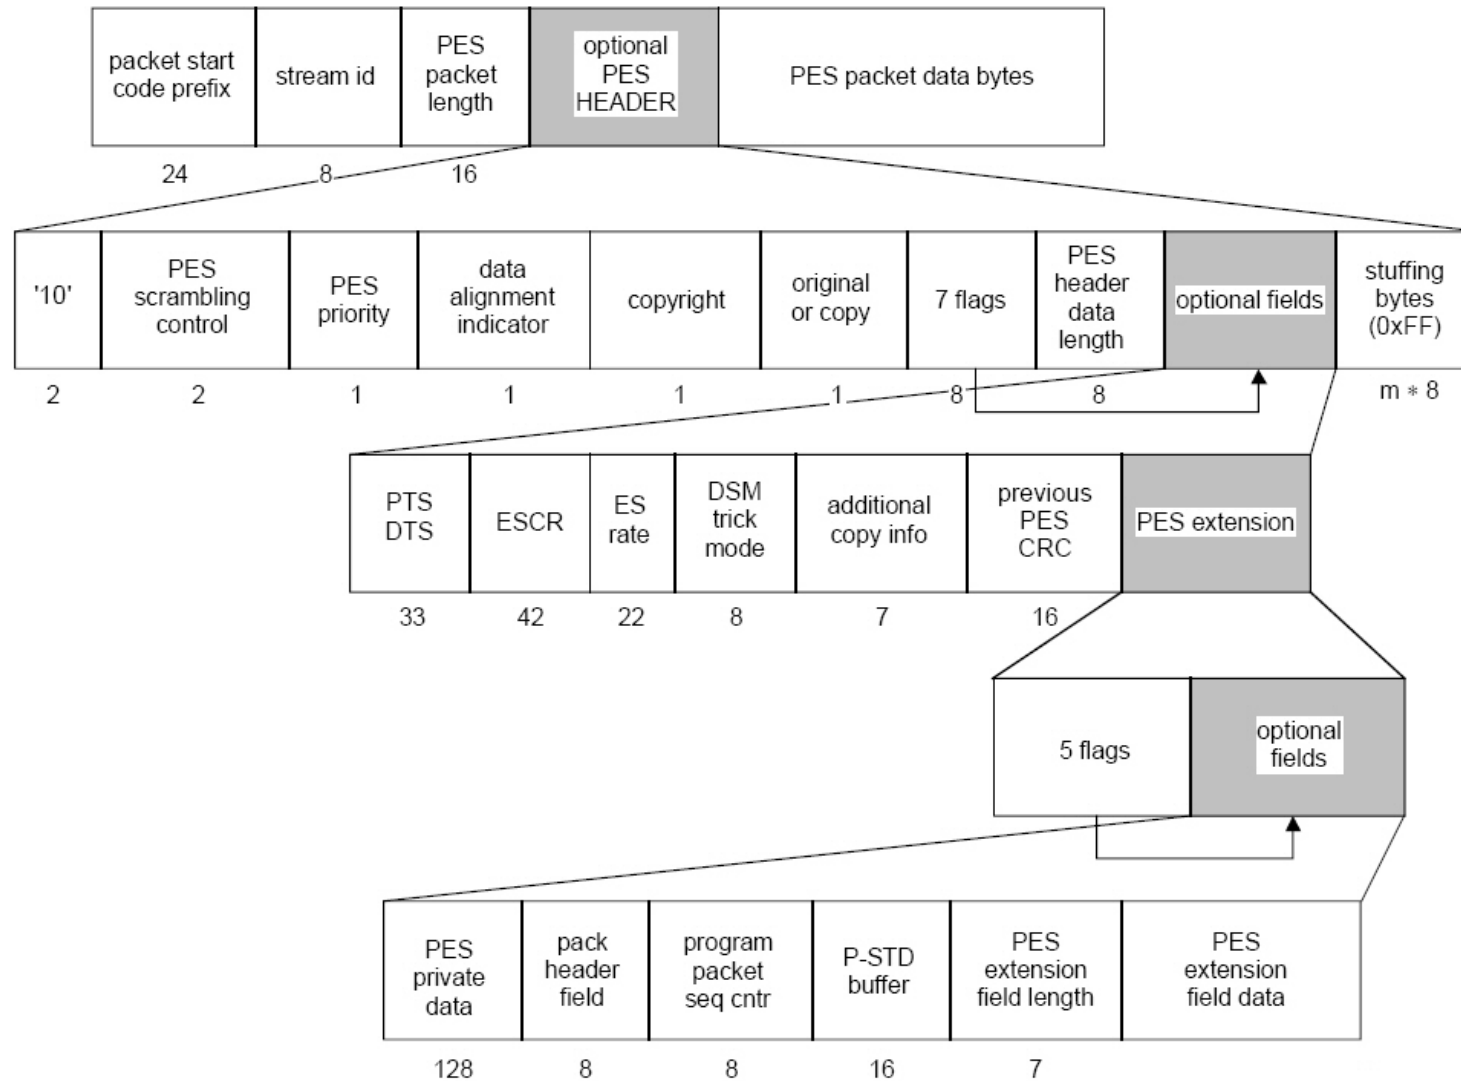 packet start
code prefix
stream id
PES
packet
length
optional
PES
HEADER
PES packet data bytes
24
8
16
'10'
PES
scrambling
control
PES
priority
data
alignment
indicator
copyright
original
or copy
7 flags
PES
header
data
length
optional fields
stuffing
bytes
(0xFF)
2
2
1
1
1
1
8
8
m * 8
PTS
DTS
ESCR
ES
rate
DSM
trick
mode
additional
copy info
previous
PES
CRC
PES extension
33
42
22
8
7
16
5 flags
optional
fields
PES
private
data
pack
header
field
program
packet
seq cntr
P-STD
buffer
PES
extension
field length
PES
extension
field data
128
8
8
16
7